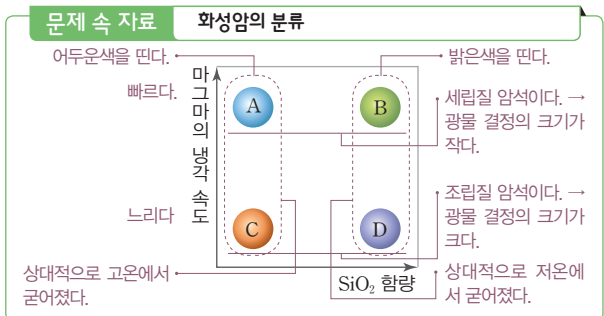 문제 속 자료 화성암의 분류
어두운색을 띤다.
밝은색을 띤다.
마그마의 냉각 속도
빠르다.
느리다
A
B
C
D
세립질 암석이다. →
광물 결정의 크기가
작다.
조립질 암석이다. →
광물 결정의 크기가
크다.
상대적으로 고온에서
굳어졌다.
SiO₂ 함량
상대적으로 저온에
서 굳어졌다.